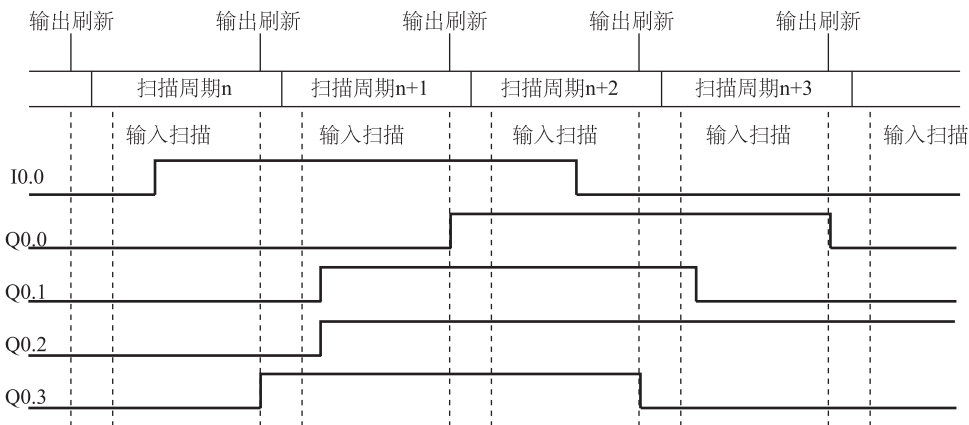 输出刷新 输出刷新 输出刷新 输出刷新 输出刷新
扫描周期n 扫描周期n+1 扫描周期n+2 扫描周期n+3
输入扫描 输入扫描 输入扫描 输入扫描 输入扫描
I0.0
Q0.0
Q0.1
Q0.2
Q0.3